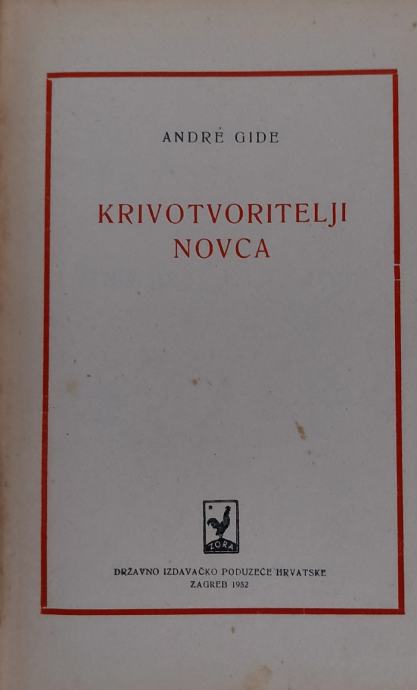 ANDRÉ GIDE
KRIVOTVORITELJI
NOVCA
ZORA
DRŽAVNO IZDAVAČKO PODUZEĆE HRVATSKE
ZAGREB 1952